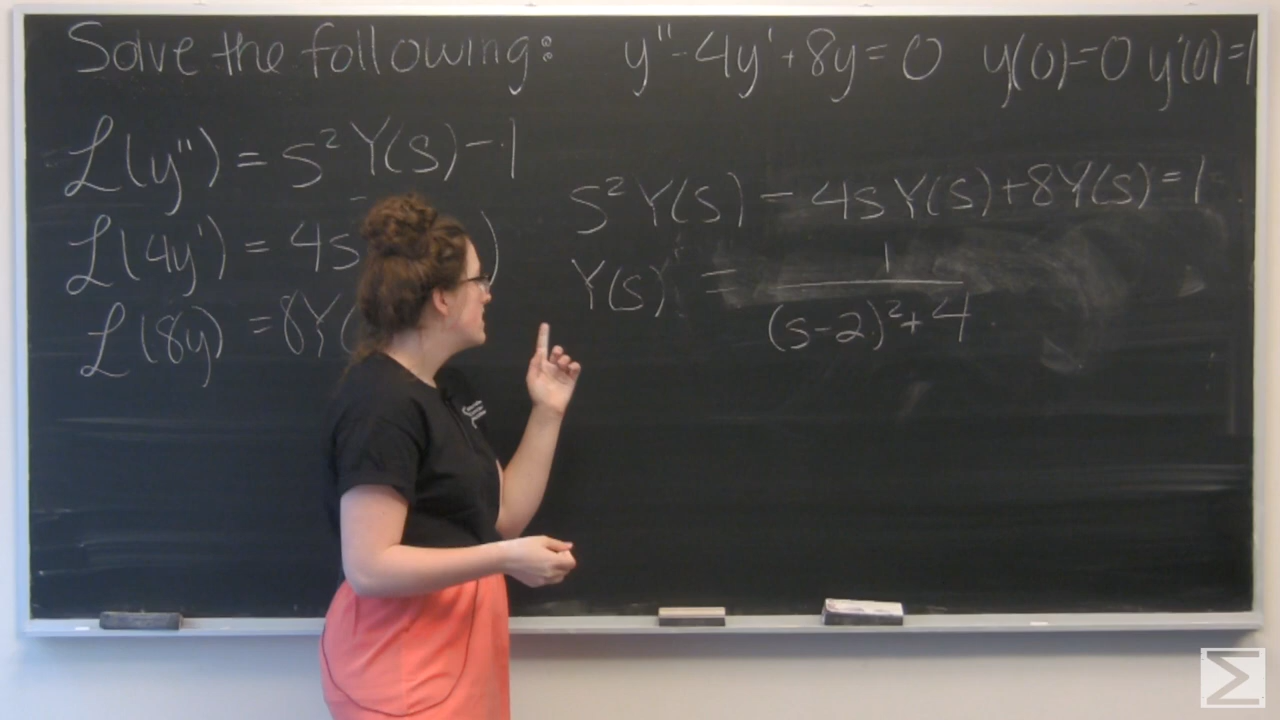 Solve the following: y'' - 4y' + 8y = 0 y(0)=0 y'(0)=1
ℒ(y'') = s²Y(s) - 1
ℒ(4y') = 4s )
ℒ(8y) = 8Y(
s²Y(s) - 4sY(s) + 8Y(s) = 1
Y(s) = 1
(s-2)² + 4
Σ